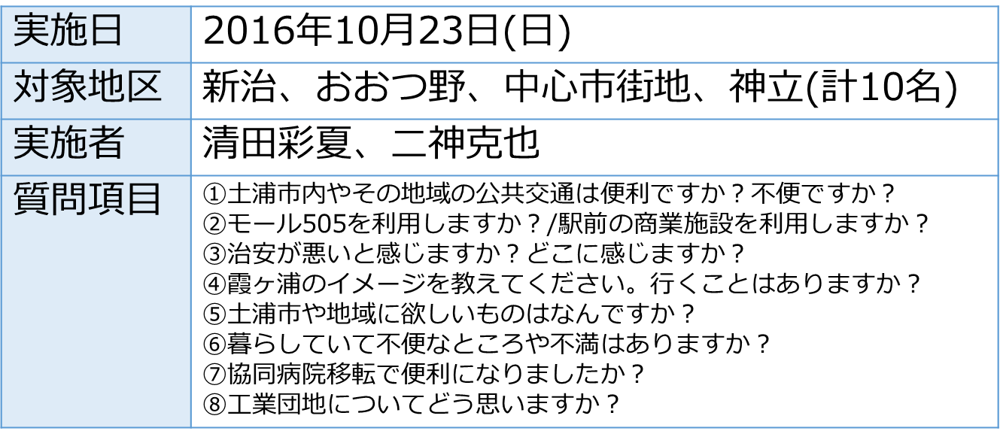 実施日 2016年10月23日(日)
対象地区 新治、おおつ野、中心市街地、神立(計10名)
実施者 清田彩夏、二神克也
質問項目 ①土浦市内やその地域の公共交通は便利ですか？不便ですか？
②モール505を利用しますか？/駅前の商業施設を利用しますか？
③治安が悪いと感じますか？どこに感じますか？
④霞ヶ浦のイメージを教えてください。行くことはありますか？
⑤土浦市や地域に欲しいものはなんですか？
⑥暮らしていて不便なところや不満はありますか？
⑦協同病院移転で便利になりましたか？
⑧工業団地についてどう思いますか？